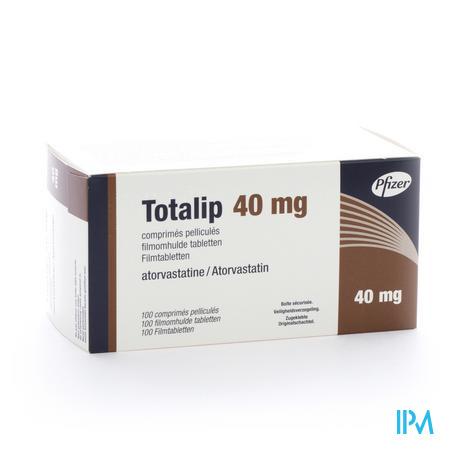 Pfizer
Totalip 40 mg
comprimés pelliculés
filmomhulde tabletten
Filmtabletten
atorvastatine/Atorvastatin
100 comprimés pelliculés
100 filmomhulde tabletten
100 Filmtabletten
Boîte sécurisée.
Veiligheidsverzegeling.
Zugeklebte
Originalschachtel.
40 mg
IPM